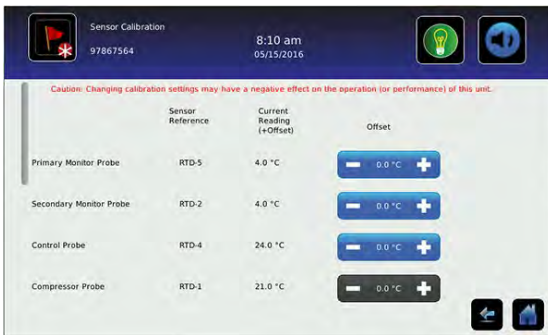 Sensor Calibration
97867564
8:10 am
05/15/2016
Caution: Changing calibration settings may have a negative effect on the operation (or performance) of this unit.
Sensor Reference Current Reading (+Offset) Offset
Primary Monitor Probe RTD-5 4.0 °C 0.0 °C
Secondary Monitor Probe RTD-2 4.0 °C 0.0 °C
Control Probe RTD-4 24.0 °C 0.0 °C
Compressor Probe RTD-1 21.0 °C 0.0 °C